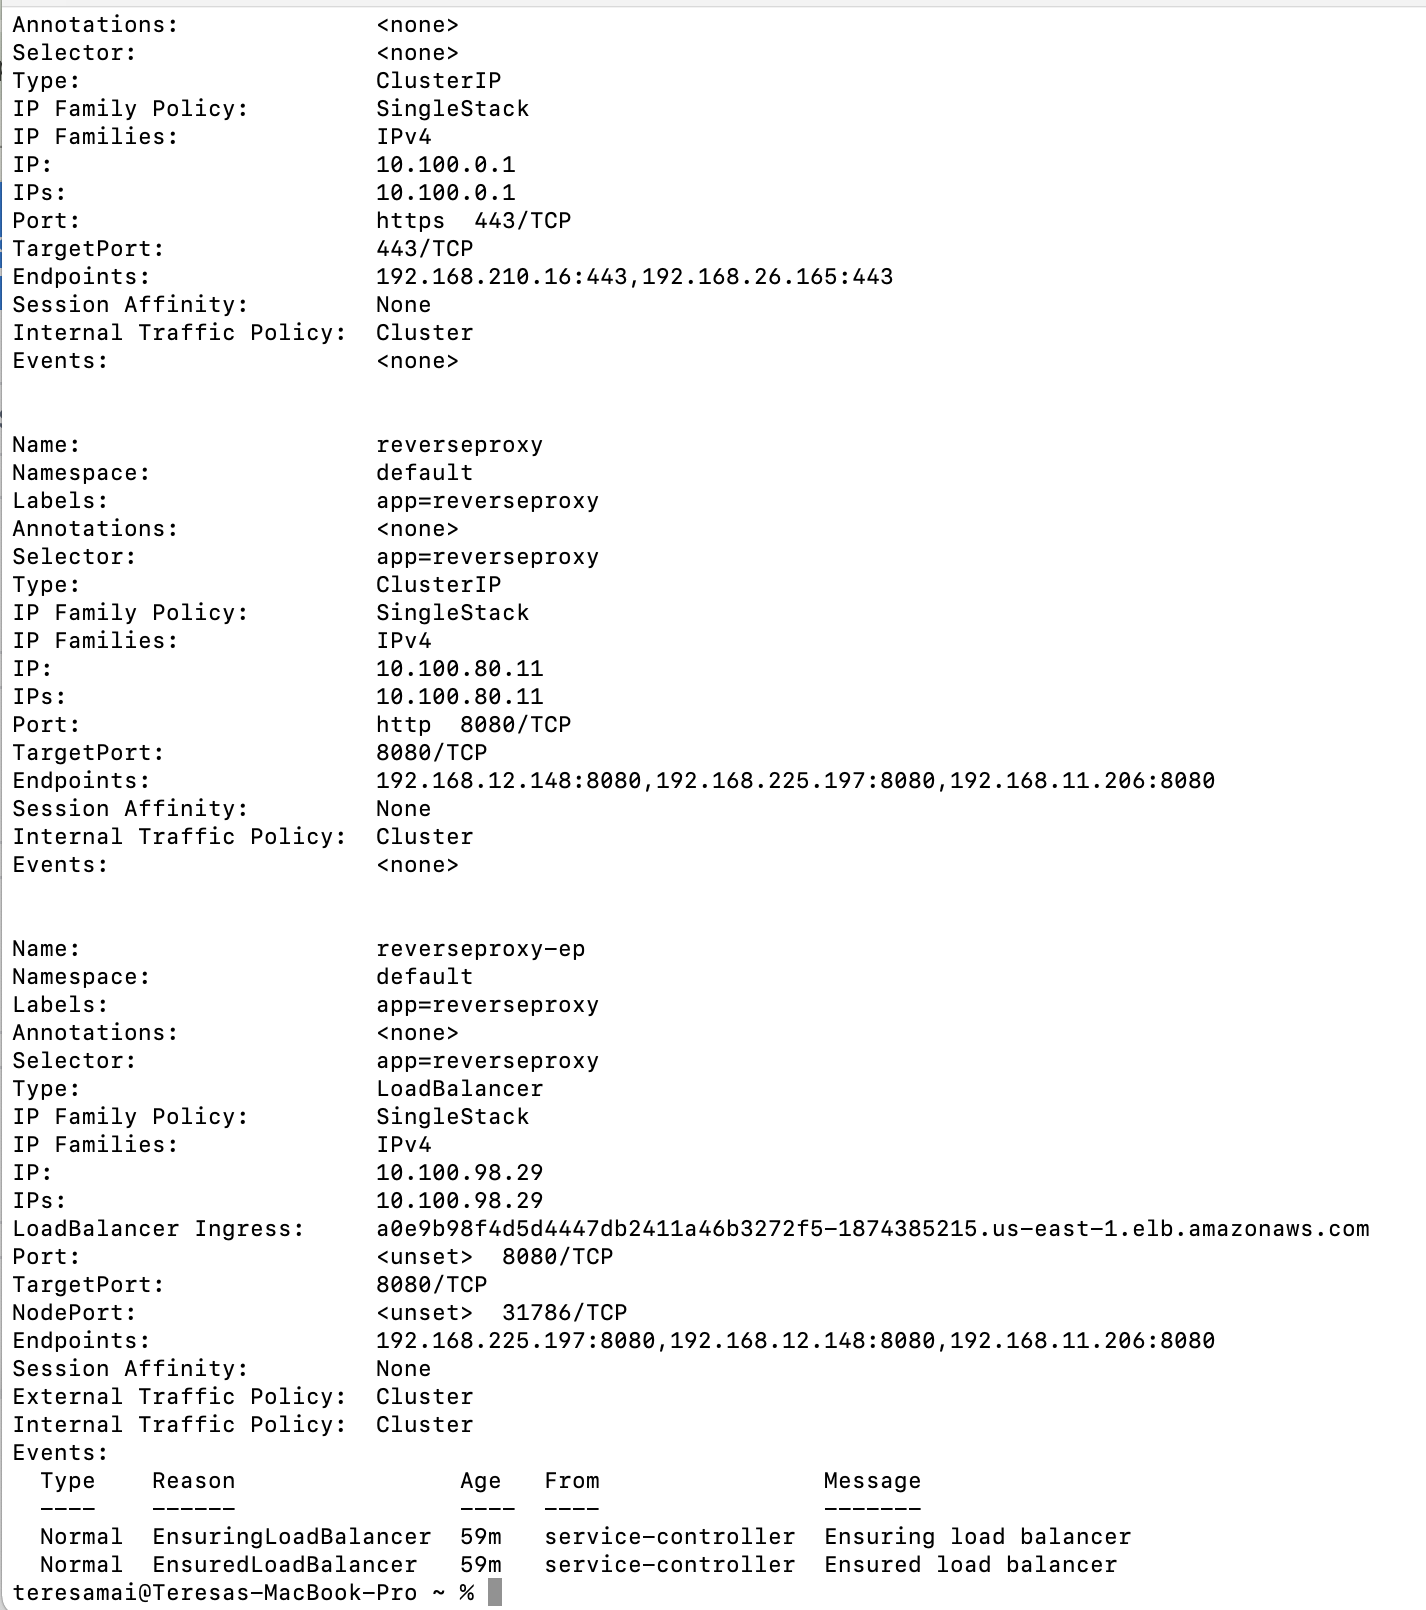 Annotations:              <none>
Selector:                 <none>
Type:                     ClusterIP
IP Family Policy:         SingleStack
IP Families:              IPv4
IP:                       10.100.0.1
IPs:                      10.100.0.1
Port:                     https  443/TCP
TargetPort:               443/TCP
Endpoints:                192.168.210.16:443,192.168.26.165:443
Session Affinity:         None
Internal Traffic Policy:  Cluster
Events:                   <none>
Name:                     reverseproxy
Namespace:                default
Labels:                   app=reverseproxy
Annotations:              <none>
Selector:                 app=reverseproxy
Type:                     ClusterIP
IP Family Policy:         SingleStack
IP Families:              IPv4
IP:                       10.100.80.11
IPs:                      10.100.80.11
Port:                     http  8080/TCP
TargetPort:               8080/TCP
Endpoints:                192.168.12.148:8080,192.168.225.197:8080,192.168.11.206:8080
Session Affinity:         None
Internal Traffic Policy:  Cluster
Events:                   <none>
Name:                     reverseproxy-ep
Namespace:                default
Labels:                   app=reverseproxy
Annotations:              <none>
Selector:                 app=reverseproxy
Type:                     LoadBalancer
IP Family Policy:         SingleStack
IP Families:              IPv4
IP:                       10.100.98.29
IPs:                      10.100.98.29
LoadBalancer Ingress:     a0e9b98f4d5d4447db2411a46b3272f5-1874385215.us-east-1.elb.amazonaws.com
Port:                     <unset>  8080/TCP
TargetPort:               8080/TCP
NodePort:                 <unset>  31786/TCP
Endpoints:                192.168.225.197:8080,192.168.12.148:8080,192.168.11.206:8080
Session Affinity:         None
External Traffic Policy:  Cluster
Internal Traffic Policy:  Cluster
Events:
  Type    Reason                Age   From                Message
  ----    ------                ----  ----                -------
  Normal  EnsuringLoadBalancer  59m   service-controller  Ensuring load balancer
  Normal  EnsuredLoadBalancer   59m   service-controller  Ensured load balancer
teresamai@Teresas-MacBook-Pro ~ %